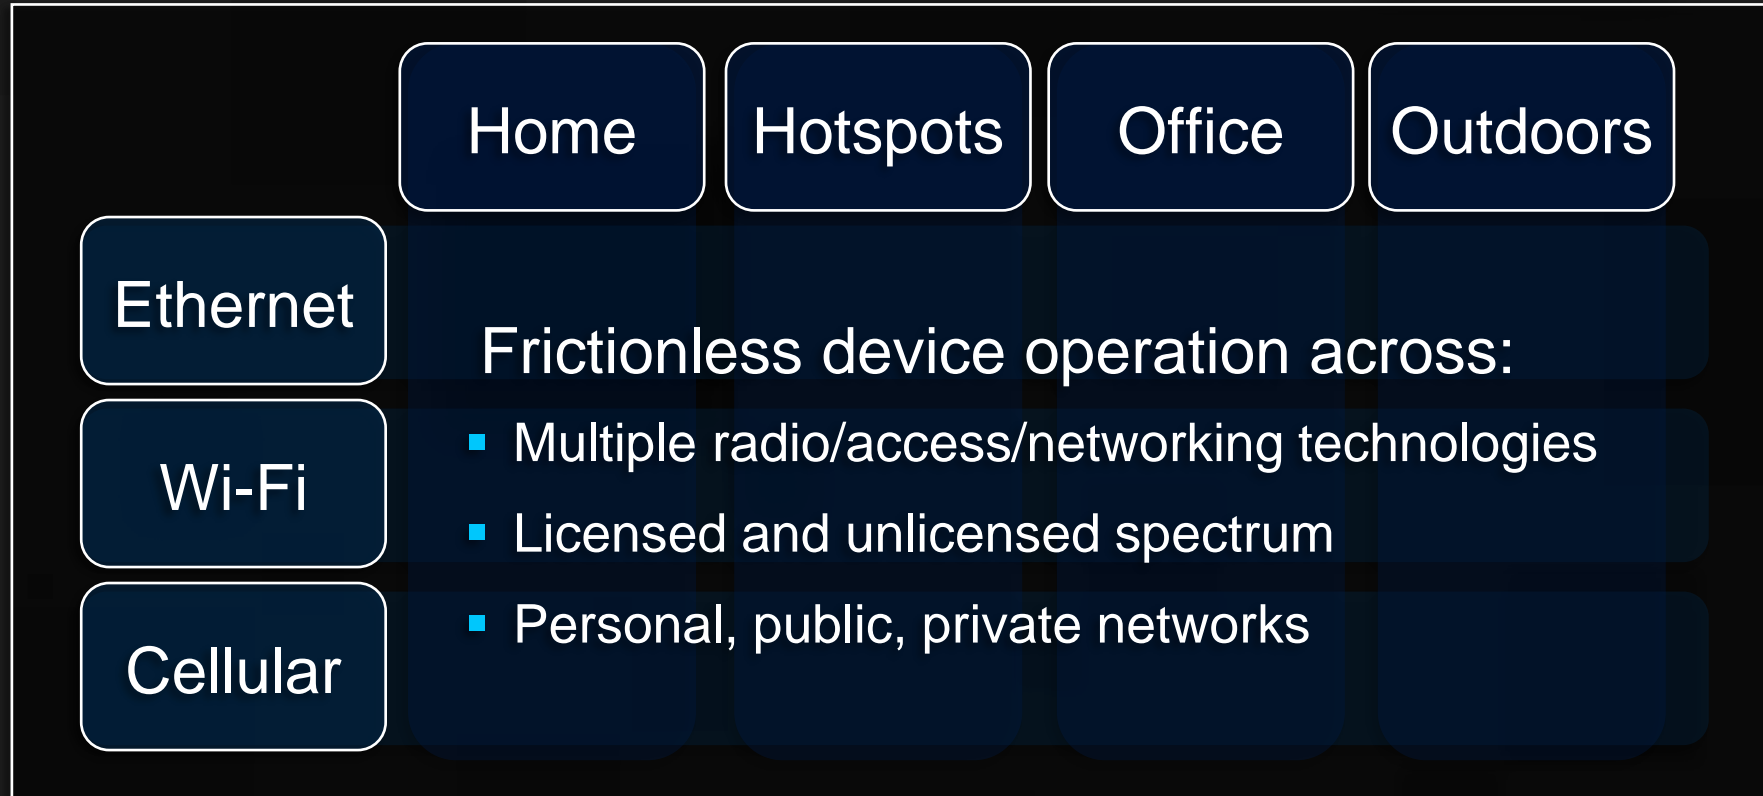 Home
Hotspots
Office
Outdoors
Ethernet
Wi-Fi
Cellular
Frictionless device operation across:
▪ Multiple radio/access/networking technologies
▪ Licensed and unlicensed spectrum
▪ Personal, public, private networks